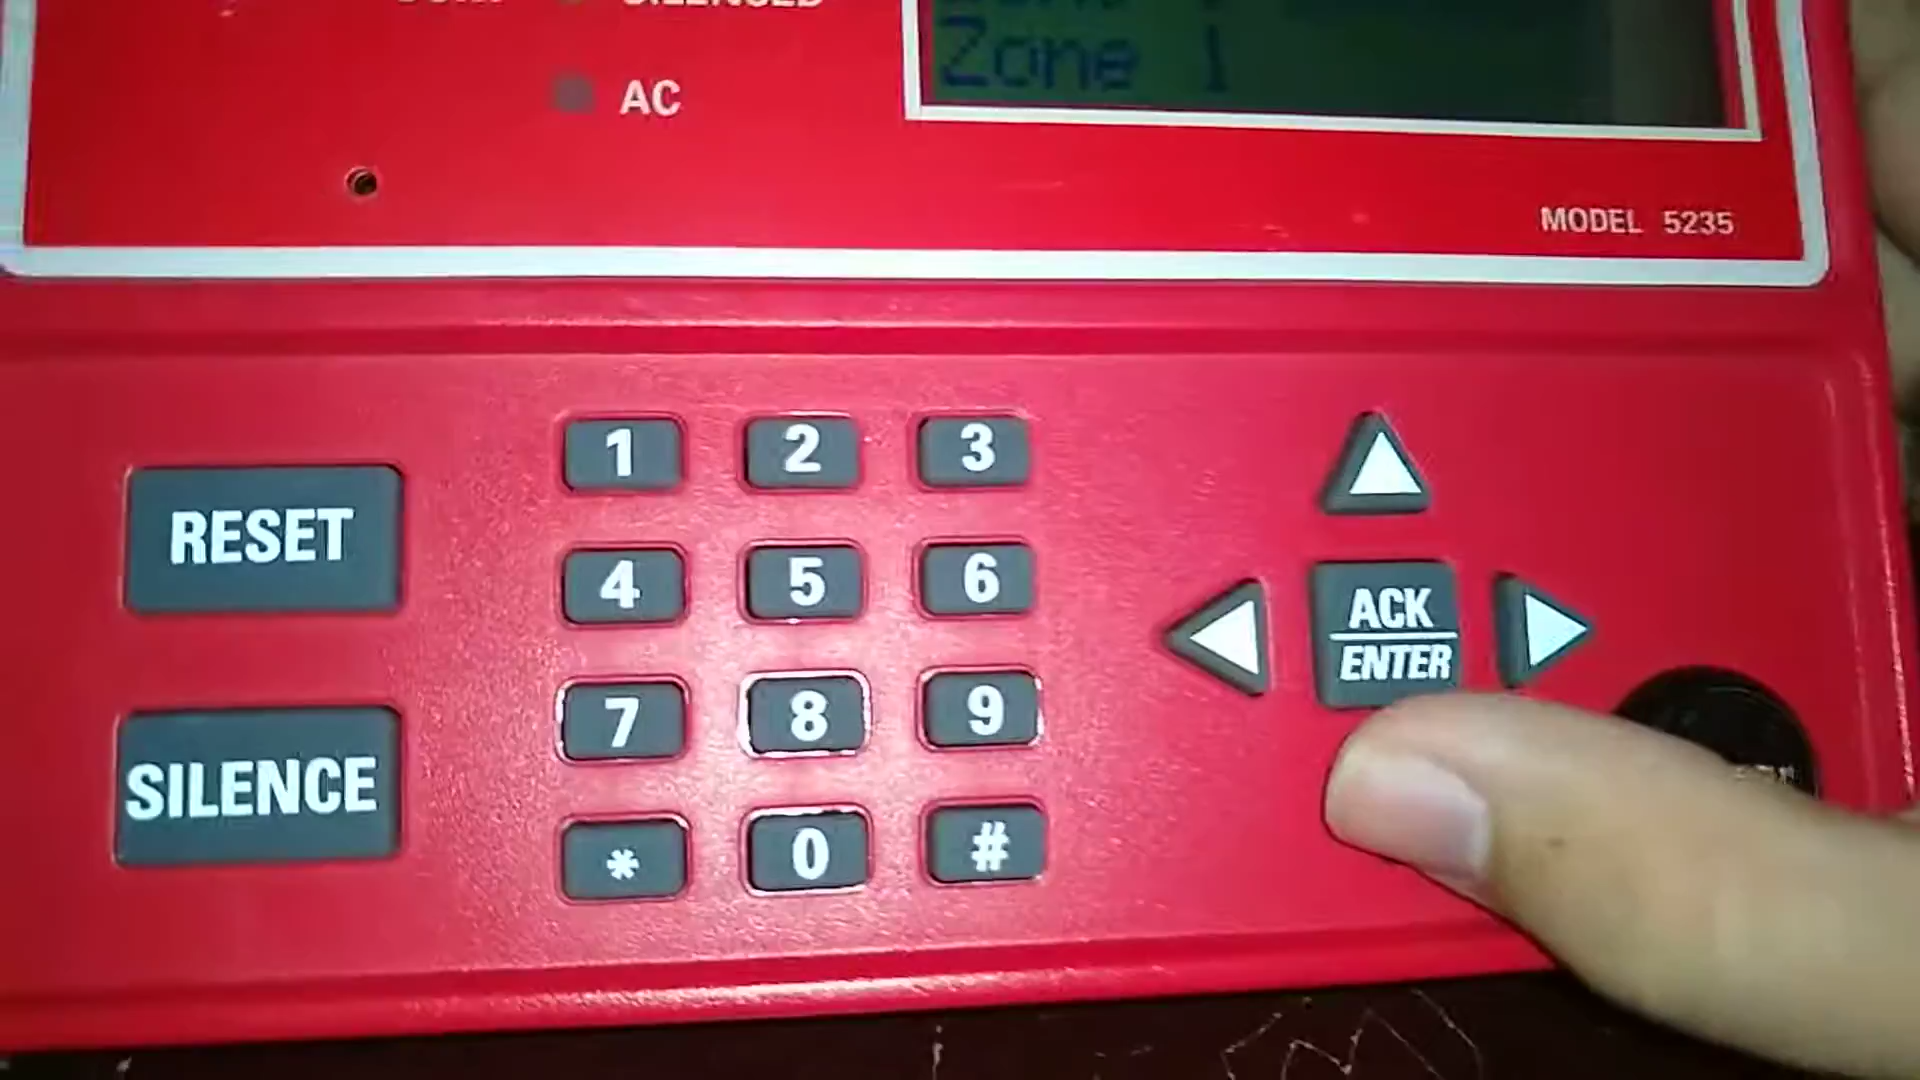 SILENCED
Zone 1
AC
MODEL 5235
1 2 3
4 5 6
7 8 9
* 0 #
RESET
SILENCE
ACK
ENTER